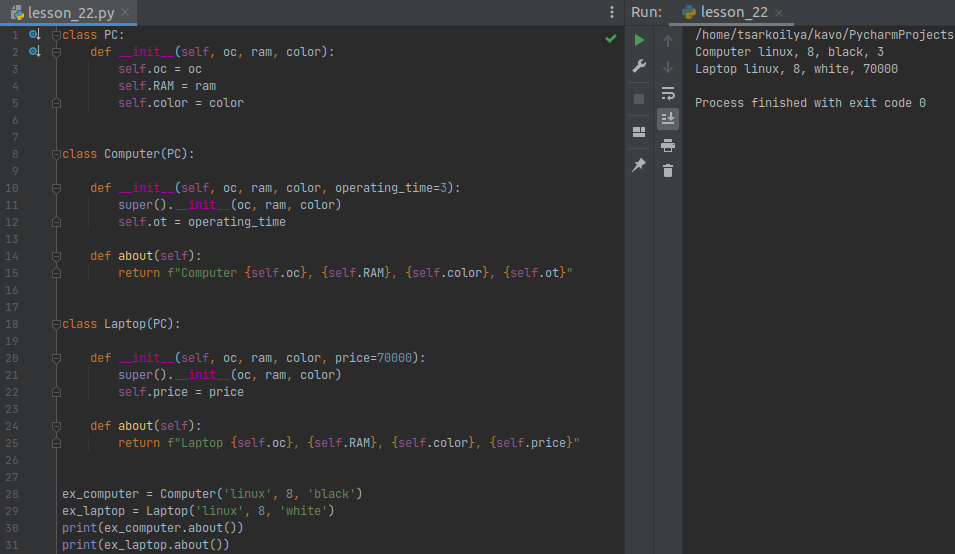 lesson_22.py
1 class PC:
2     def __init__(self, oc, ram, color):
3         self.oc = oc
4         self.RAM = ram
5         self.color = color
6
7
8 class Computer(PC):
9
10     def __init__(self, oc, ram, color, operating_time=3):
11         super().__init__(oc, ram, color)
12         self.ot = operating_time
13
14     def about(self):
15         return f"Computer {self.oc}, {self.RAM}, {self.color}, {self.ot}"
16
17
18 class Laptop(PC):
19
20     def __init__(self, oc, ram, color, price=70000):
21         super().__init__(oc, ram, color)
22         self.price = price
23
24     def about(self):
25         return f"Laptop {self.oc}, {self.RAM}, {self.color}, {self.price}"
26
27
28 ex_computer = Computer('linux', 8, 'black')
29 ex_laptop = Laptop('linux', 8, 'white')
30 print(ex_computer.about())
31 print(ex_laptop.about())
Run: lesson_22
/home/tsarkoilya/kavo/PycharmProjects
Computer linux, 8, black, 3
Laptop linux, 8, white, 70000
Process finished with exit code 0